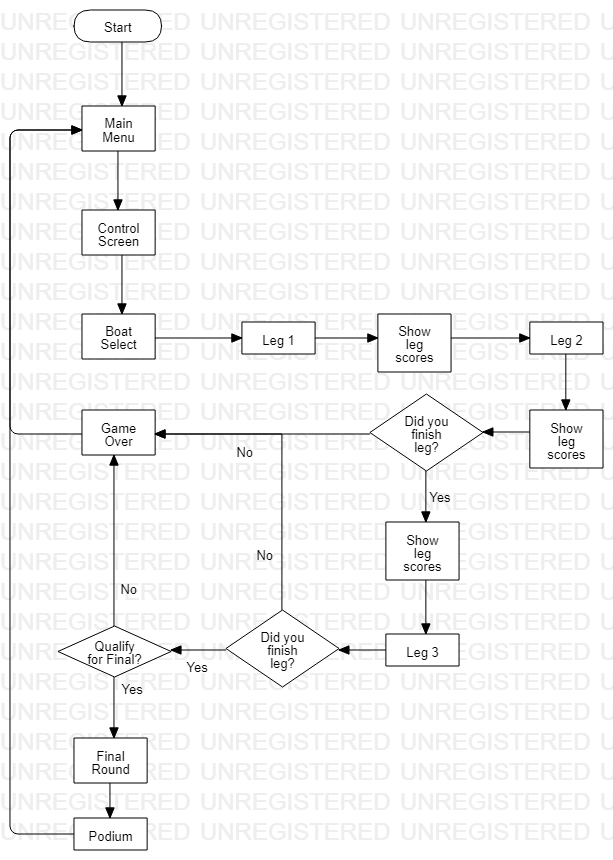 Start
Main
Menu
Control
Screen
Boat
Select
Leg 1
Show
leg
scores
Leg 2
Game
Over
Did you
finish
leg?
Show
leg
scores
No
Yes
Show
leg
scores
No
No
Qualify
for Final?
Yes
Did you
finish
leg?
Leg 3
Yes
Final
Round
Podium
UNREGISTERED